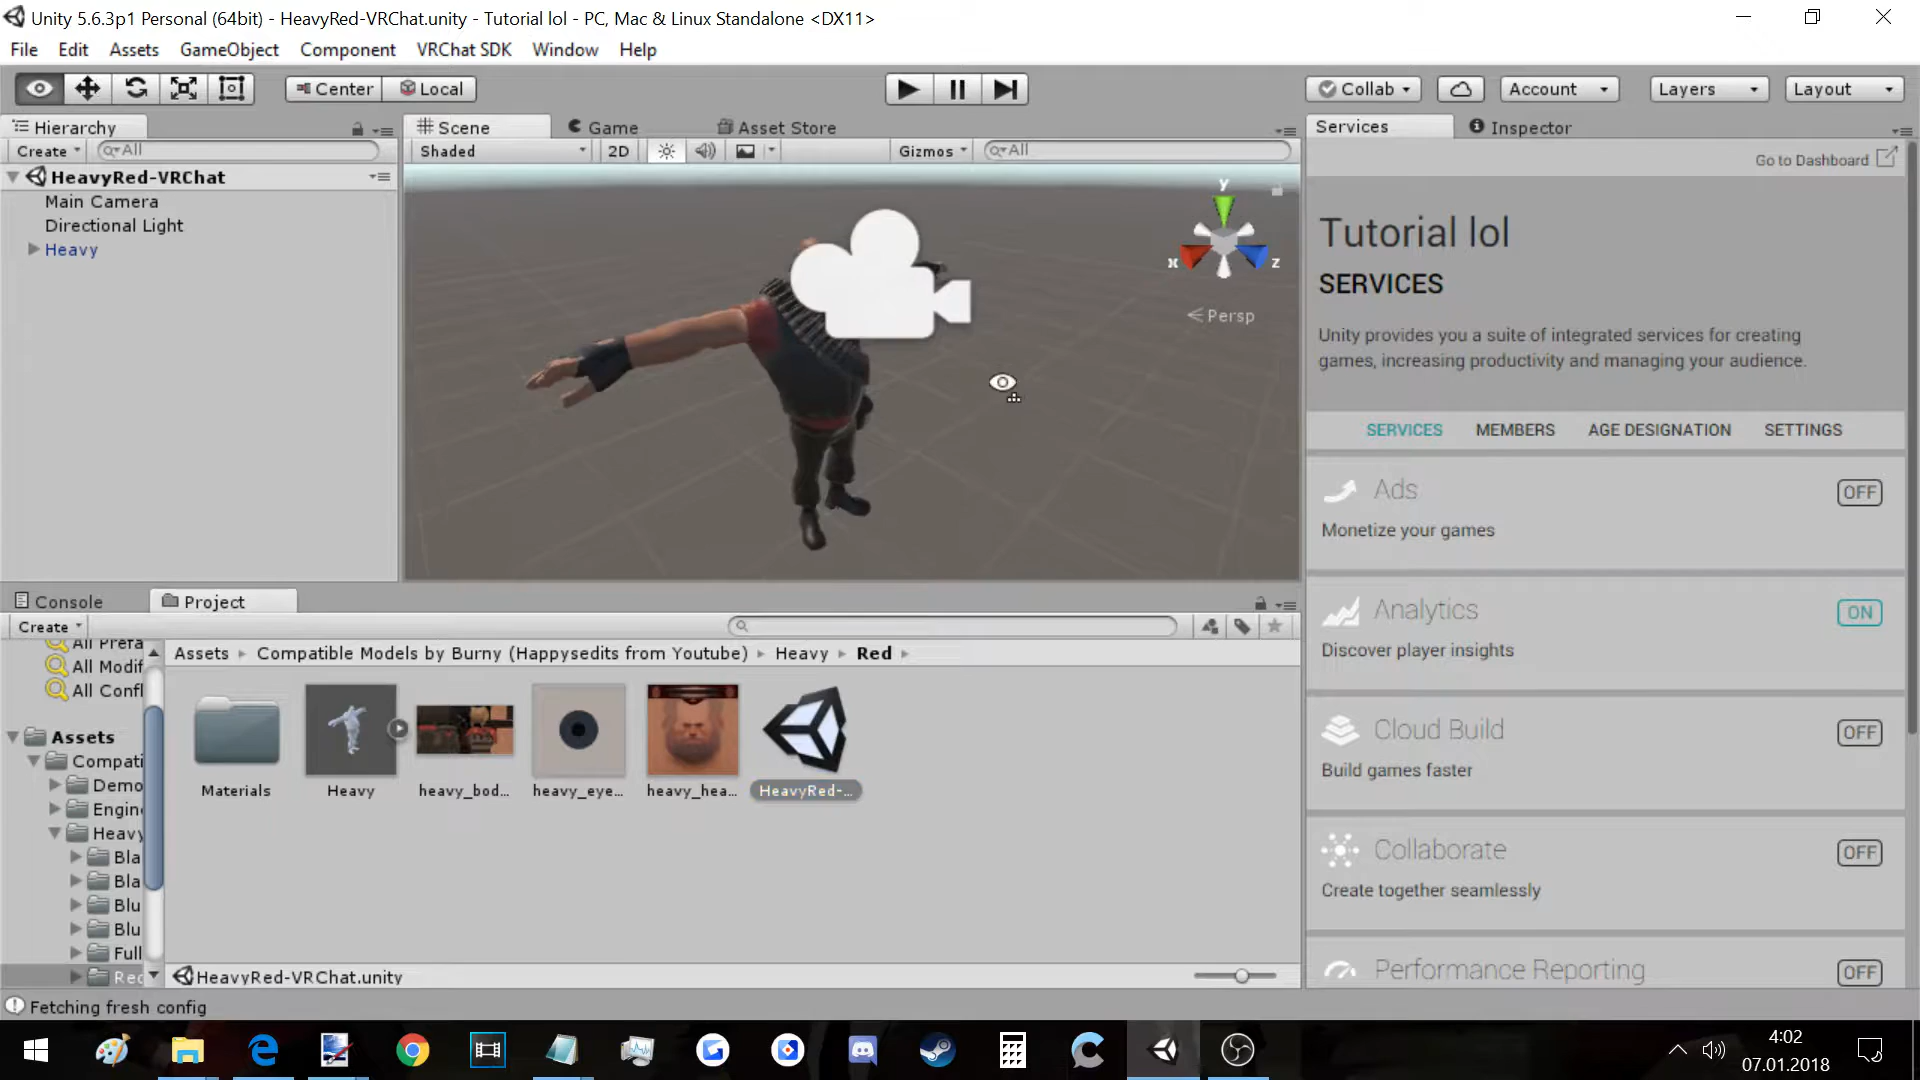 Unity 5.6.3p1 Personal (64bit) - HeavyRed-VRChat.unity - Tutorial lol - PC, Mac & Linux Standalone <DX11>
File Edit Assets GameObject Component VRChat SDK Window Help
Center Local Collab Account Layers Layout
Hierarchy
Create All
HeavyRed-VRChat
Main Camera
Directional Light
Heavy
Scene Game Asset Store
Shaded 2D Gizmos All
y
x z
Persp
Services Inspector
Go to Dashboard
Tutorial lol
SERVICES
Unity provides you a suite of integrated services for creating
games, increasing productivity and managing your audience.
SERVICES MEMBERS AGE DESIGNATION SETTINGS
Ads OFF
Monetize your games
Analytics ON
Discover player insights
Cloud Build OFF
Build games faster
Collaborate OFF
Create together seamlessly
Performance Reporting OFF
Console Project
Create
All Prefa
All Modif
All Confl
Assets
Compati
Demo
Engin
Heavy
Bla
Bla
Blu
Blu
Full
Rec
Assets Compatible Models by Burny (Happysedits from Youtube) Heavy Red
Materials Heavy heavy_bod... heavy_eye... heavy_hea... HeavyRed-...
HeavyRed-VRChat.unity
Fetching fresh config
4:02
07.01.2018